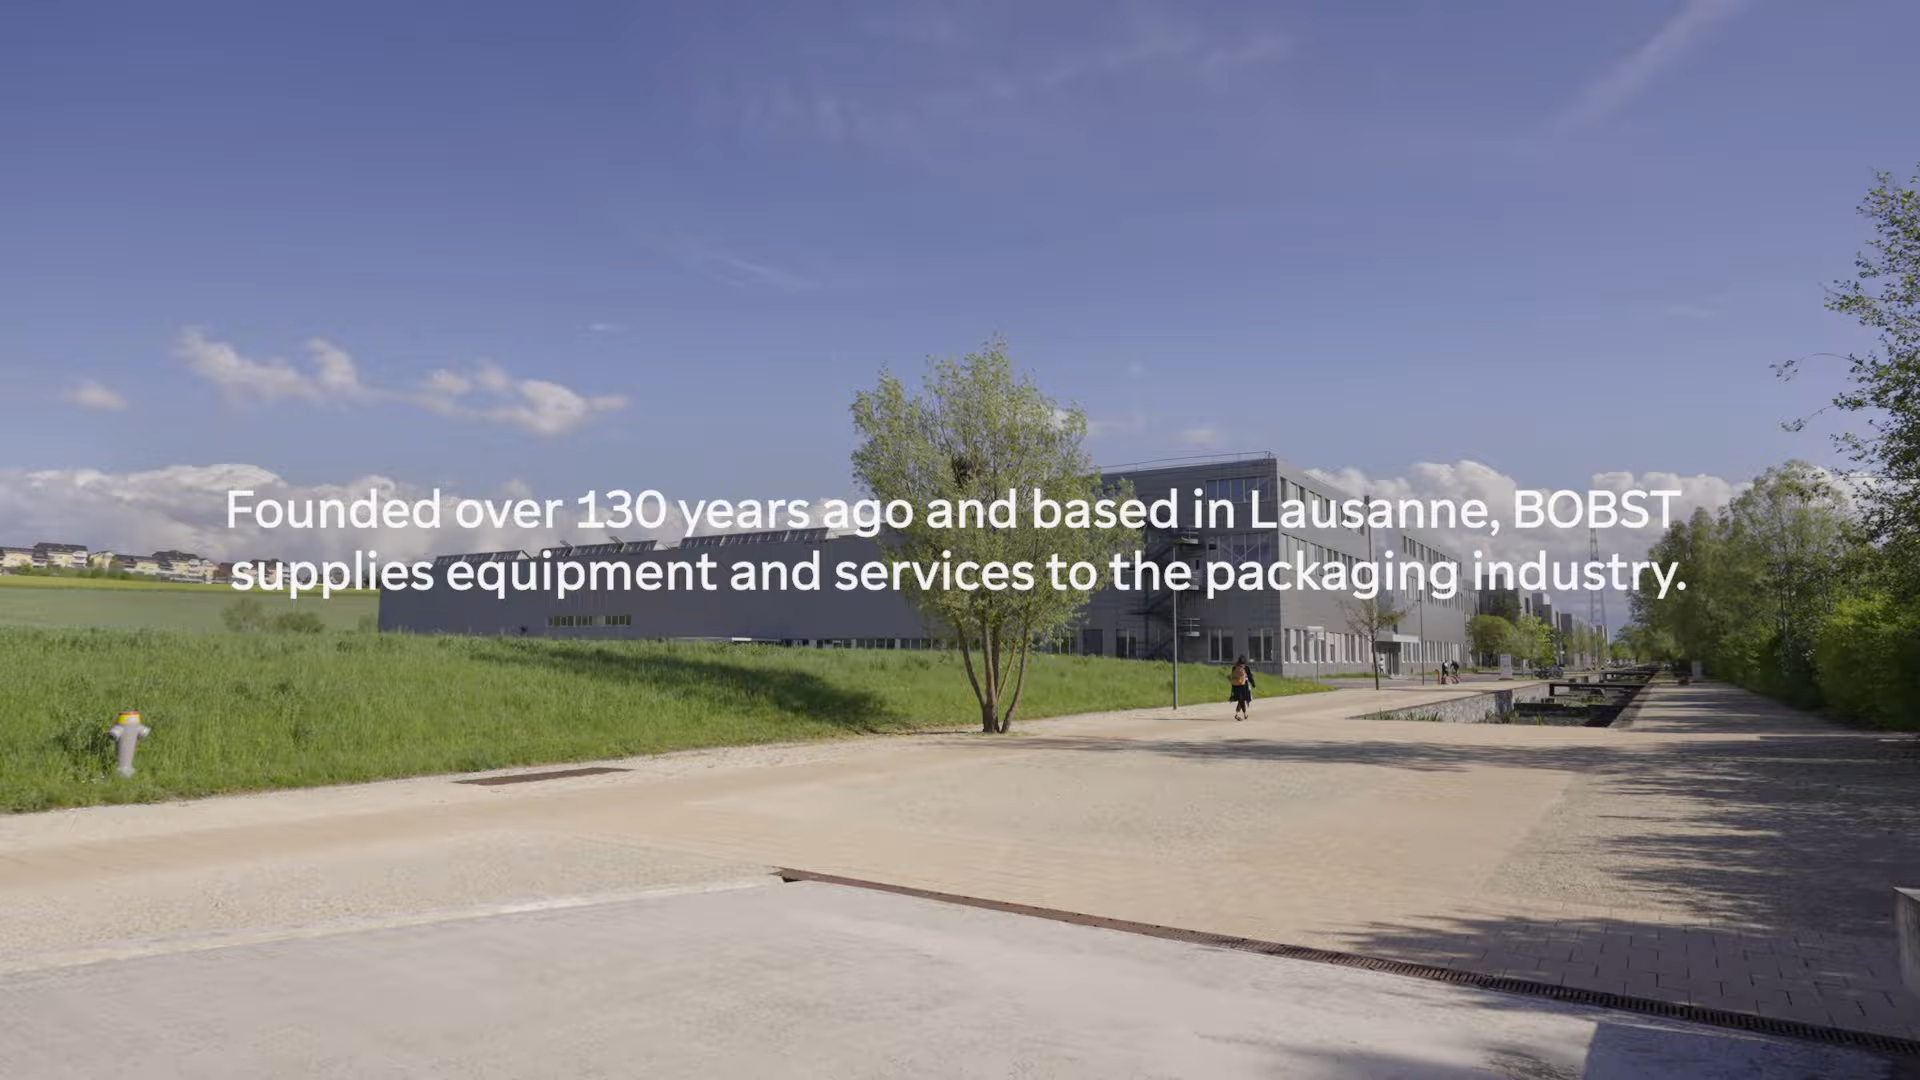 Founded over 130 years ago and based in Lausanne, BOBST
supplies equipment and services to the packaging industry.